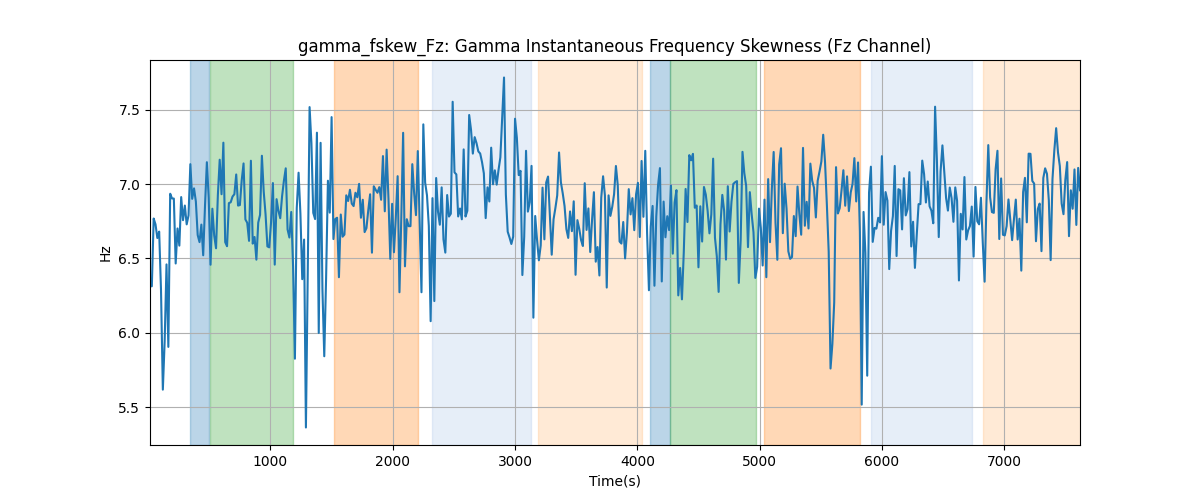 gamma_fskew_Fz: Gamma Instantaneous Frequency Skewness (Fz Channel)
Hz
7.5
7.0
6.5
6.0
5.5
1000 2000 3000 4000 5000 6000 7000
Time(s)